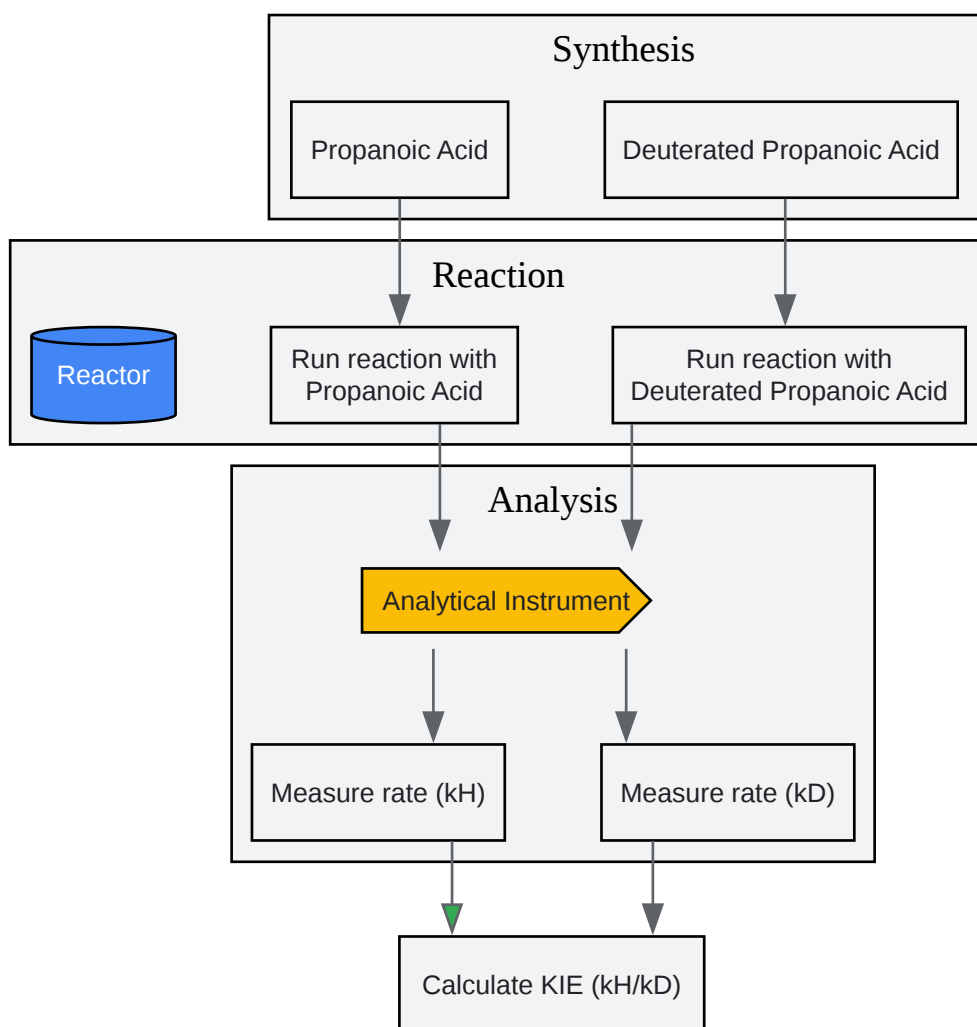 Synthesis
Propanoic Acid
Deuterated Propanoic Acid
Reaction
Reactor
Run reaction with
Propanoic Acid
Run reaction with
Deuterated Propanoic Acid
Analysis
Analytical Instrument
Measure rate (kH)
Measure rate (kD)
Calculate KIE (kH/kD)